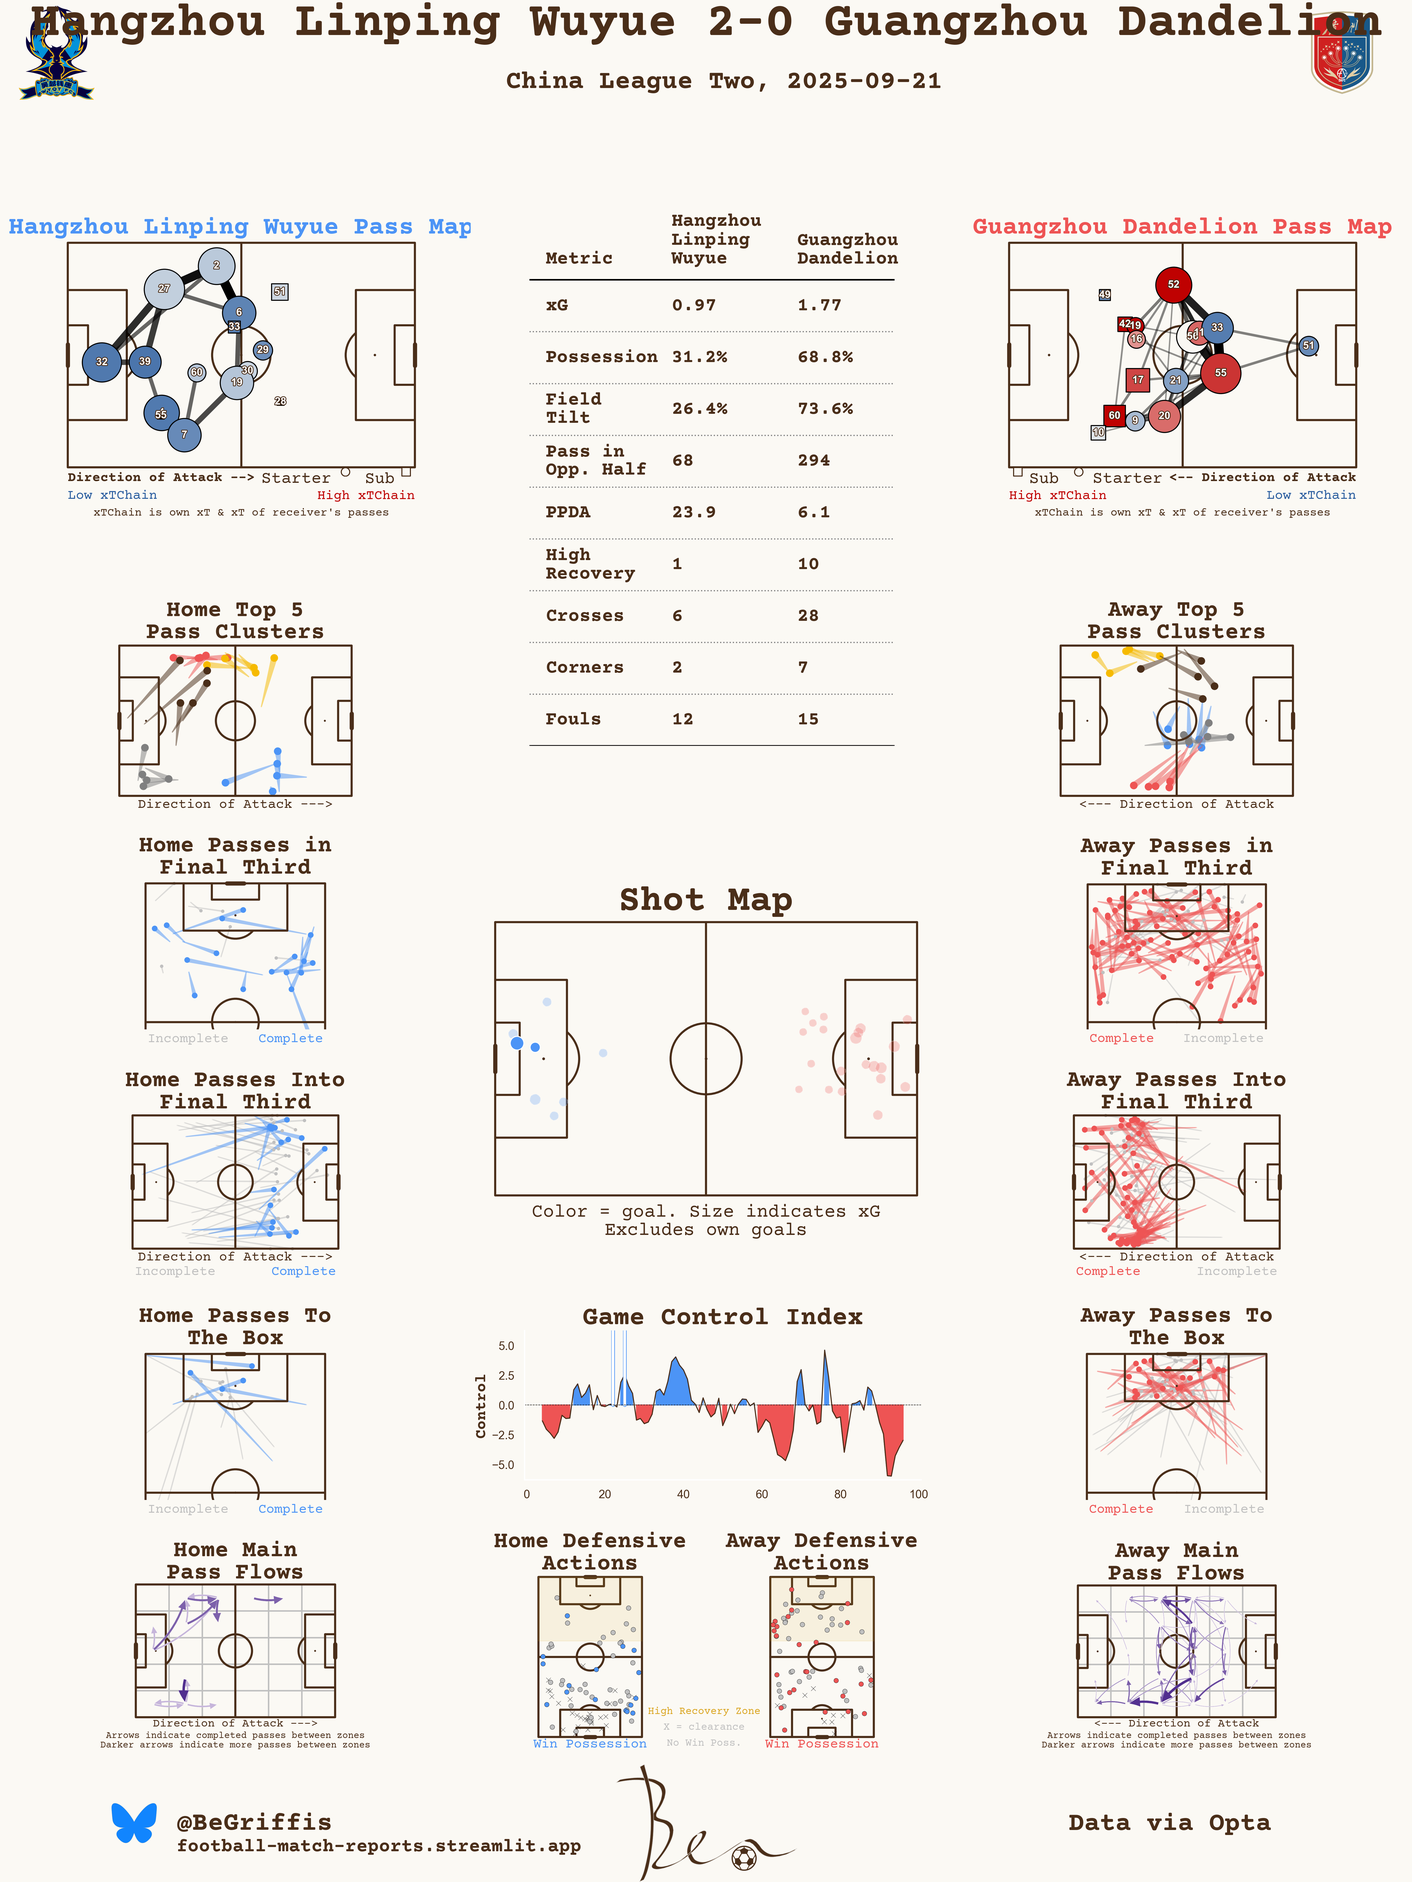 Hangzhou Linping Wuyue 2-0 Guangzhou Dandelion
China League Two, 2025-09-21
Hangzhou Linping Wuyue Pass Map
2
27
51
6
33
29
32
39
60
30
19
28
55
7
Direction of Attack --> Starter Sub
Low xTChain High xTChain
xTChain is own xT & xT of receiver's passes
Metric Hangzhou Linping Wuyue Guangzhou Dandelion
xG 0.97 1.77
Possession 31.2% 68.8%
Field Tilt 26.4% 73.6%
Pass in Opp. Half 68 294
PPDA 23.9 6.1
High Recovery 1 10
Crosses 6 28
Corners 2 7
Fouls 12 15
Guangzhou Dandelion Pass Map
52
49
42
19
16
11
33
51
17
21
55
60
9
20
10
Sub Starter <-- Direction of Attack
High xTChain Low xTChain
xTChain is own xT & xT of receiver's passes
Home Top 5
Pass Clusters
Direction of Attack --->
Away Top 5
Pass Clusters
<--- Direction of Attack
Home Passes in
Final Third
Incomplete Complete
Shot Map
Color = goal. Size indicates xG
Excludes own goals
Away Passes in
Final Third
Complete Incomplete
Home Passes Into
Final Third
Direction of Attack --->
Incomplete Complete
Away Passes Into
Final Third
<--- Direction of Attack
Complete Incomplete
Home Passes To
The Box
Incomplete Complete
Game Control Index
Control
5.0
2.5
0.0
−2.5
−5.0
0 20 40 60 80 100
Away Passes To
The Box
Complete Incomplete
Home Main
Pass Flows
Direction of Attack --->
Arrows indicate completed passes between zones
Darker arrows indicate more passes between zones
Home Defensive
Actions
Win Possession
High Recovery Zone
X = clearance
No Win Poss.
Away Defensive
Actions
Win Possession
Away Main
Pass Flows
<--- Direction of Attack
Arrows indicate completed passes between zones
Darker arrows indicate more passes between zones
@BeGriffis
football-match-reports.streamlit.app
Ben
Data via Opta